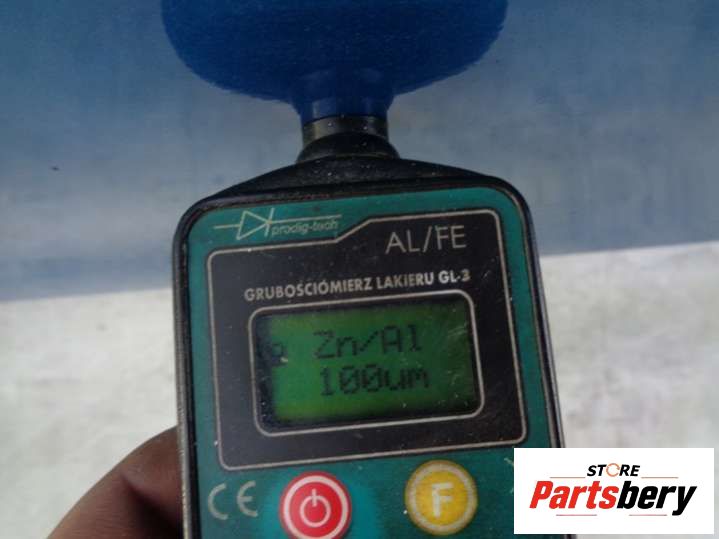 prodig-tech
AL/FE
GRUBOŚCIOMIERZ LAKIERU GL-3
Zn/Al
100um
CE
F
STORE
Partsbery